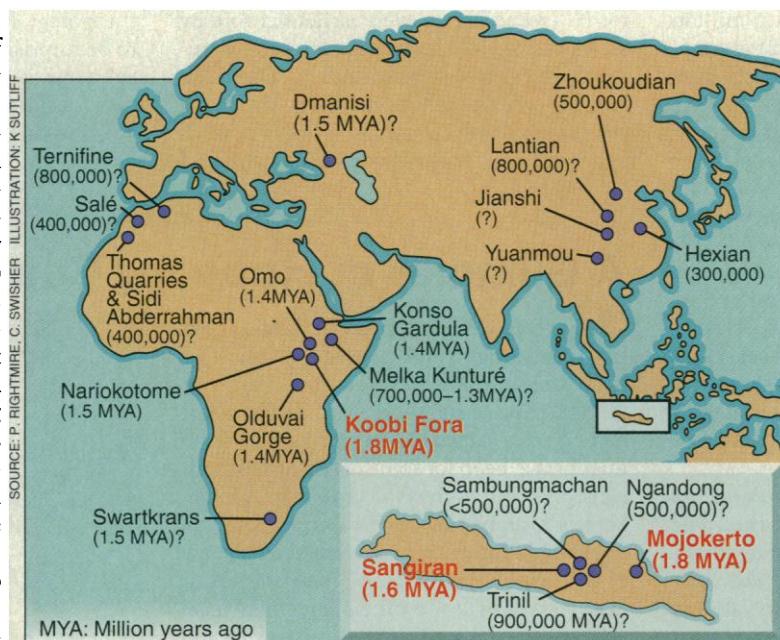 SOURCE: P. RIGHTMIRE, C. SWISHER   ILLUSTRATION: K SUTLIFF
Dmanisi
(1.5 MYA)?
Zhoukoudian
(500,000)
Ternifine
(800,000)?
Lantian
(800,000)?
Salé
(400,000)?
Jianshi
(?)
Thomas
Quarries
& Sidi
Abderrahman
(400,000)?
Yuanmou
(?)
Hexian
(300,000)
Omo
(1.4MYA)
Konso
Gardula
(1.4MYA)
Nariokotome
(1.5 MYA)
Melka Kunturé
(700,000–1.3MYA)?
Olduvai
Gorge
(1.4MYA)
Koobi Fora
(1.8MYA)
Swartkrans
(1.5 MYA)?
Sambungmachan
(<500,000)?
Ngandong
(500,000)?
Sangiran
(1.6 MYA)
Mojokerto
(1.8 MYA)
Trinil
(900,000 MYA)?
MYA: Million years ago